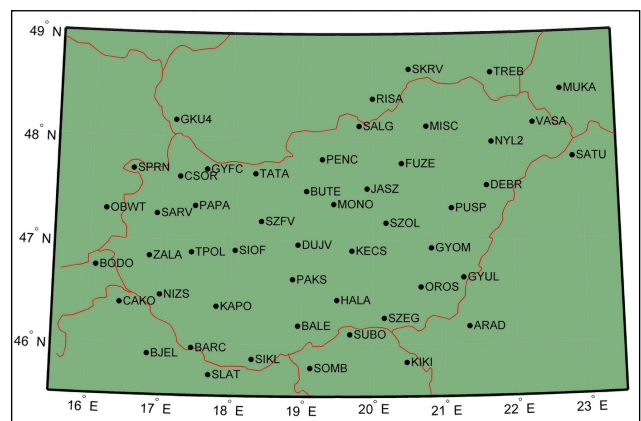 49° N
SKRV
TREB
MUKA
RISA
GKU4
SALG
MISC
VASA
48° N
NYL2
SATU
PENC
FUZE
SPRN
CSOR
GYFC
TATA
DEBR
BUTE
JASZ
OBWT
SARV
PAPA
MONO
PUSP
SZFV
SZOL
47° N
ZALA
TPOL
SIOF
DUJV
KECS
GYOM
BODO
PAKS
OROS
GYUL
CAKO
NIZS
KAPO
HALA
BALE
SZEG
ARAD
46° N
SUBO
BJEL
BARC
SIKL
SLAT
SOMB
KIKI
16° E
17° E
18° E
19° E
20° E
21° E
22° E
23° E